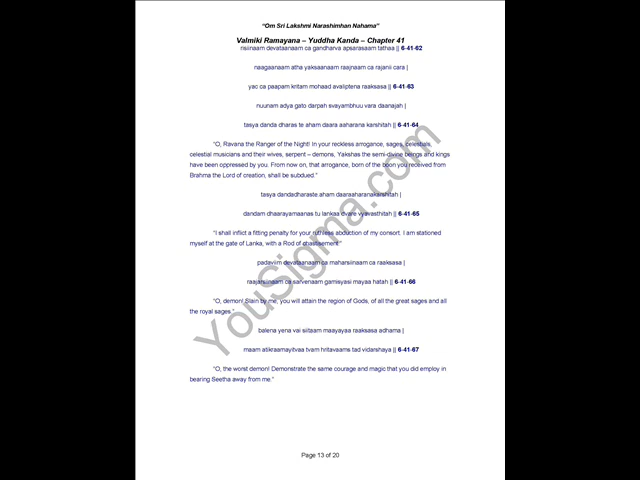 "Om Sri Lakshmi Narashimhan Nahama"
Valmiki Ramayana – Yuddha Kanda – Chapter 41
risiinaam devataanaam ca gandharva apsarasaam tathaa || 6-41-62
naagaanaam atha yaksaanaam raajnaam ca rajanii cara |
yac ca paapam kritam mohaad avaliptena raaksasa || 6-41-63
nuunam adya gato darpah svayambhuu vara daanajah |
tasya danda dharas te aham daara aaharana karshitah || 6-41-64
"O, Ravana the Ranger of the Night! In your reckless arrogance, sages, celestials,
celestial musicians and their wives, serpent – demons, Yakshas the semi-divine beings and kings
have been oppressed by you. From now on, that arrogance, born of the boon you received from
Brahma the Lord of creation, shall be subdued."
tasya dandadharaste aham daaraaharanakarshitah |
dandam dhaarayamaanas tu lankaa dvare vyavasthitah || 6-41-65
"I shall inflict a fitting penalty for your ruthless abduction of my consort. I am stationed
myself at the gate of Lanka, with a Rod of chastisement."
padaviim devataanaam ca maharsiinaam ca raaksasa |
raajarsiinaam ca sarvenaam gamisyasi mayaa hatah || 6-41-66
"O, demon! Slain by me, you will attain the region of Gods, of all the great sages and all
the royal sages."
balena yena vai siitaam maayayaa raaksasa adhama |
maam atikraamayitvaa tvam hritavaams tad vidarshaya || 6-41-67
"O, the worst demon! Demonstrate the same courage and magic that you did employ in
bearing Seetha away from me."
YouSigma.com
Page 13 of 20